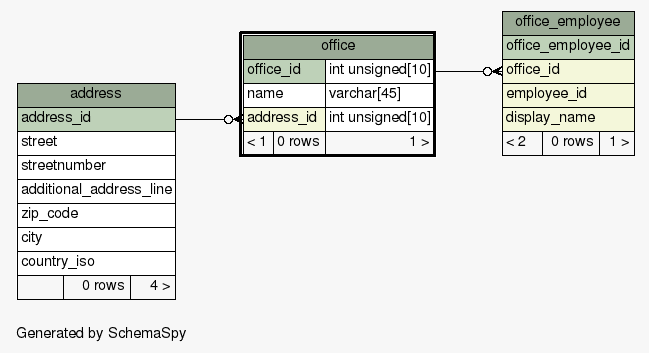 address
address_id
street
streetnumber
additional_address_line
zip_code
city
country_iso
0 rows 4 >
office
office_id int unsigned[10]
name varchar[45]
address_id int unsigned[10]
< 1 0 rows 1 >
office_employee
office_employee_id
office_id
employee_id
display_name
< 2 0 rows 1 >
Generated by SchemaSpy